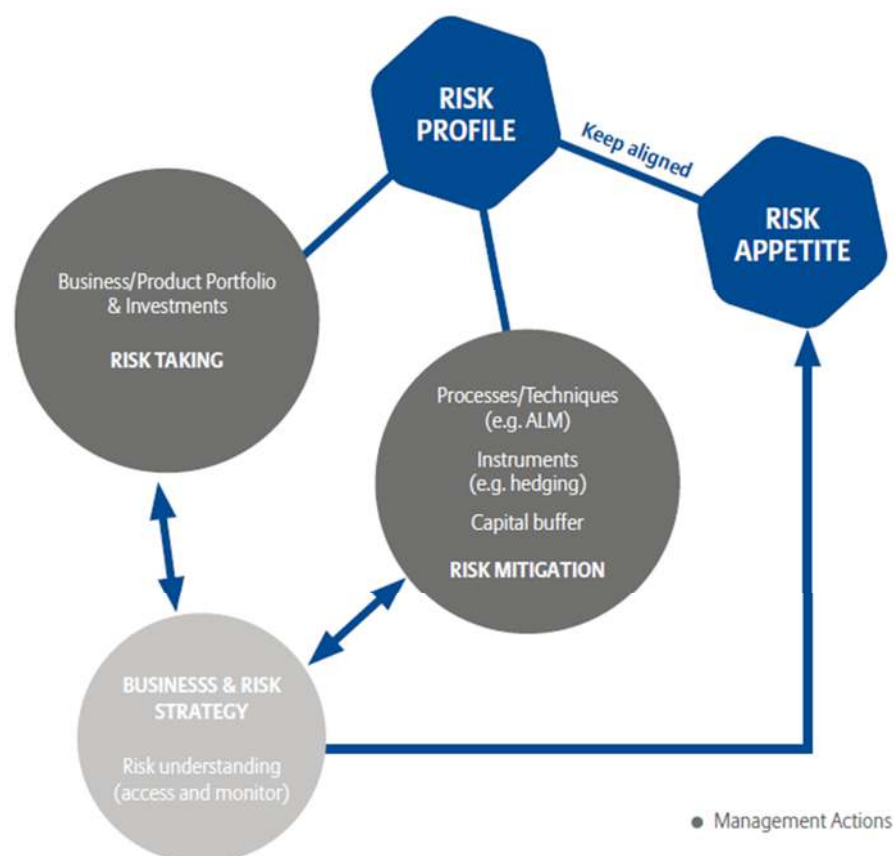 RISK
PROFILE
Keep aligned
RISK
APPETITE
Business/Product Portfolio
& Investments
RISK TAKING
Processes/Techniques
(e.g. ALM)
Instruments
(e.g. hedging)
Capital buffer
RISK MITIGATION
BUSINESSS & RISK
STRATEGY
Risk understanding
(access and monitor)
Management Actions